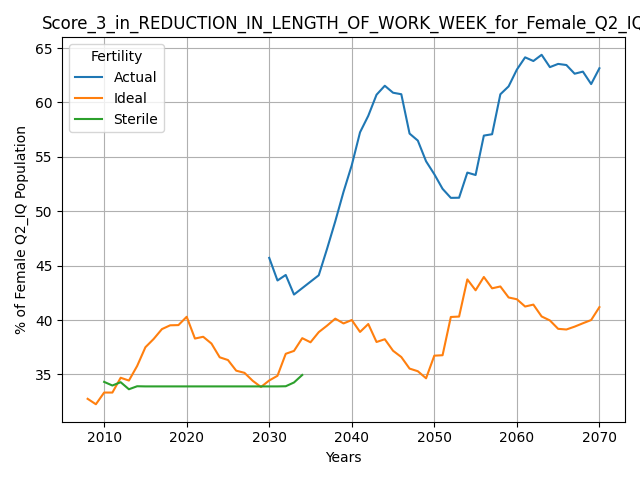 Score_3_in_REDUCTION_IN_LENGTH_OF_WORK_WEEK_for_Female_Q2_IQ
Fertility
Actual
Ideal
Sterile
% of Female Q2_IQ Population
65
60
55
50
45
40
35
2010 2020 2030 2040 2050 2060 2070
Years